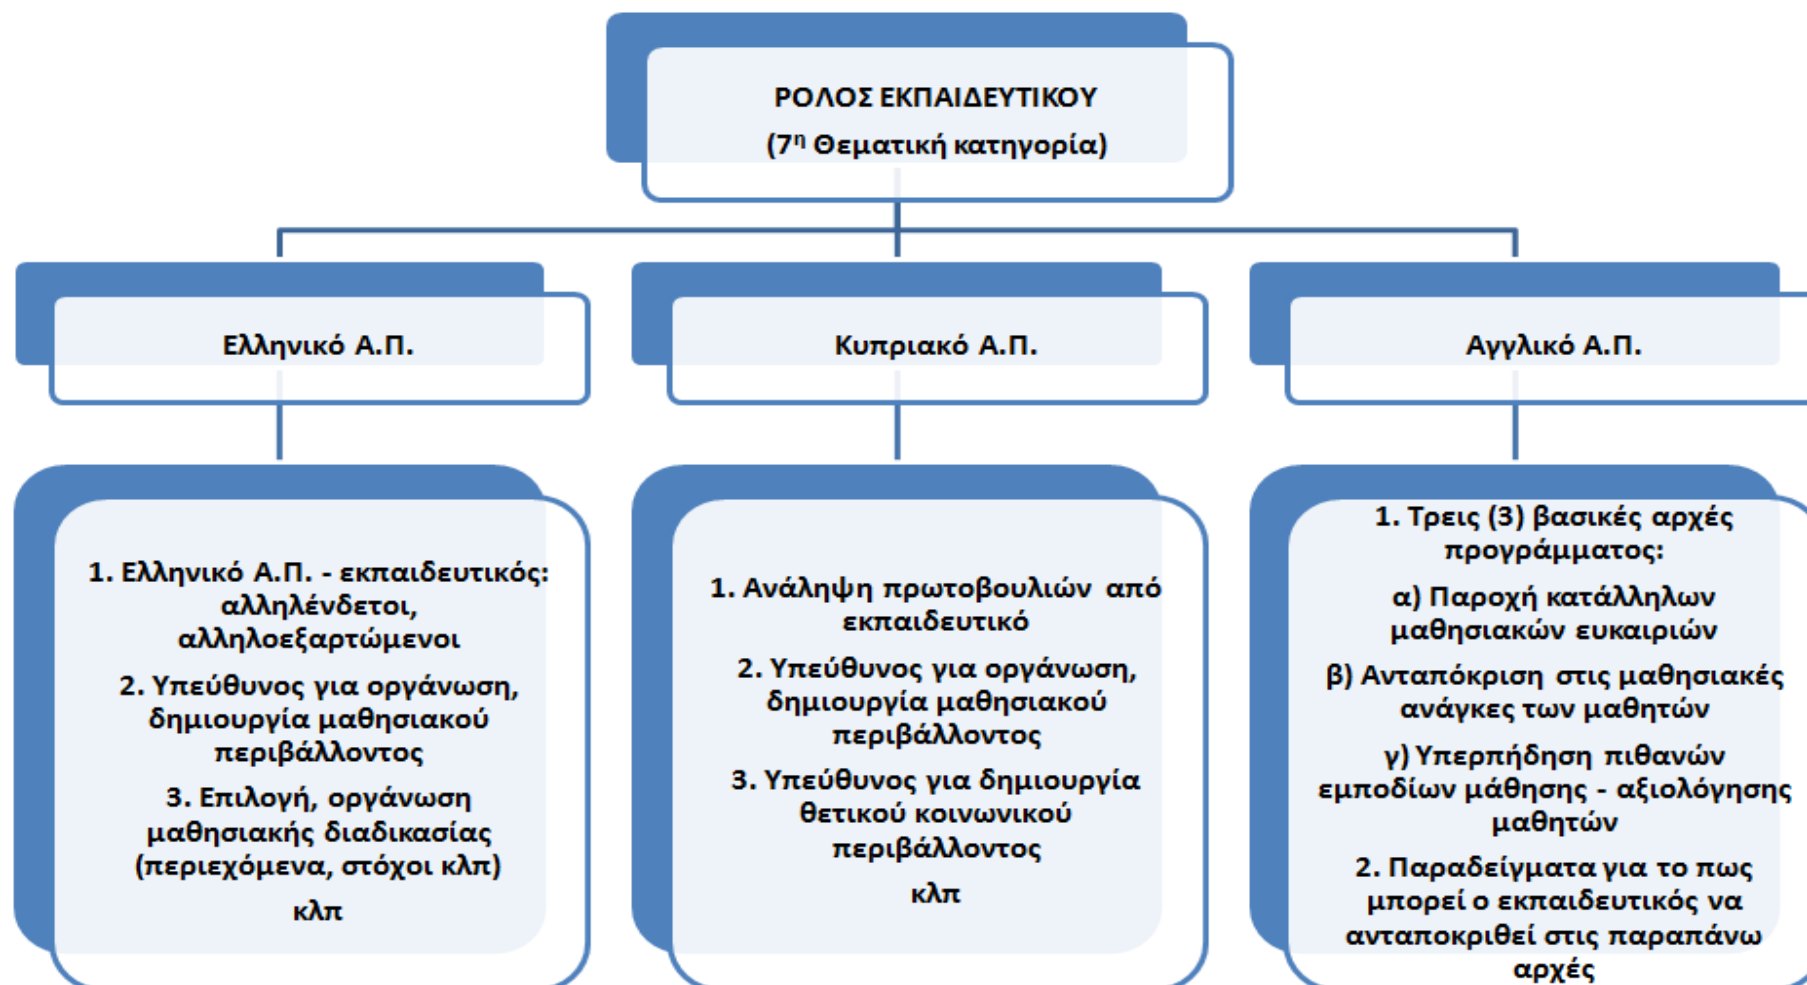 ΡΟΛΟΣ ΕΚΠΑΙΔΕΥΤΙΚΟΥ
(7η Θεματική κατηγορία)
Ελληνικό Α.Π.
Κυπριακό Α.Π.
Αγγλικό Α.Π.
1. Ελληνικό Α.Π. - εκπαιδευτικός:
αλληλένδετοι,
αλληλοεξαρτώμενοι
2. Υπεύθυνος για οργάνωση,
δημιουργία μαθησιακού
περιβάλλοντος
3. Επιλογή, οργάνωση
μαθησιακής διαδικασίας
(περιεχόμενα, στόχοι κλπ)
κλπ
1. Ανάληψη πρωτοβουλιών από
εκπαιδευτικό
2. Υπεύθυνος για οργάνωση,
δημιουργία μαθησιακού
περιβάλλοντος
3. Υπεύθυνος για δημιουργία
θετικού κοινωνικού
περιβάλλοντος
κλπ
1. Τρεις (3) βασικές αρχές
προγράμματος:
α) Παροχή κατάλληλων
μαθησιακών ευκαιριών
β) Ανταπόκριση στις μαθησιακές
ανάγκες των μαθητών
γ) Υπερπήδηση πιθανών
εμποδίων μάθησης - αξιολόγησης
μαθητών
2. Παραδείγματα για το πως
μπορεί ο εκπαιδευτικός να
ανταποκριθεί στις παραπάνω
αρχές